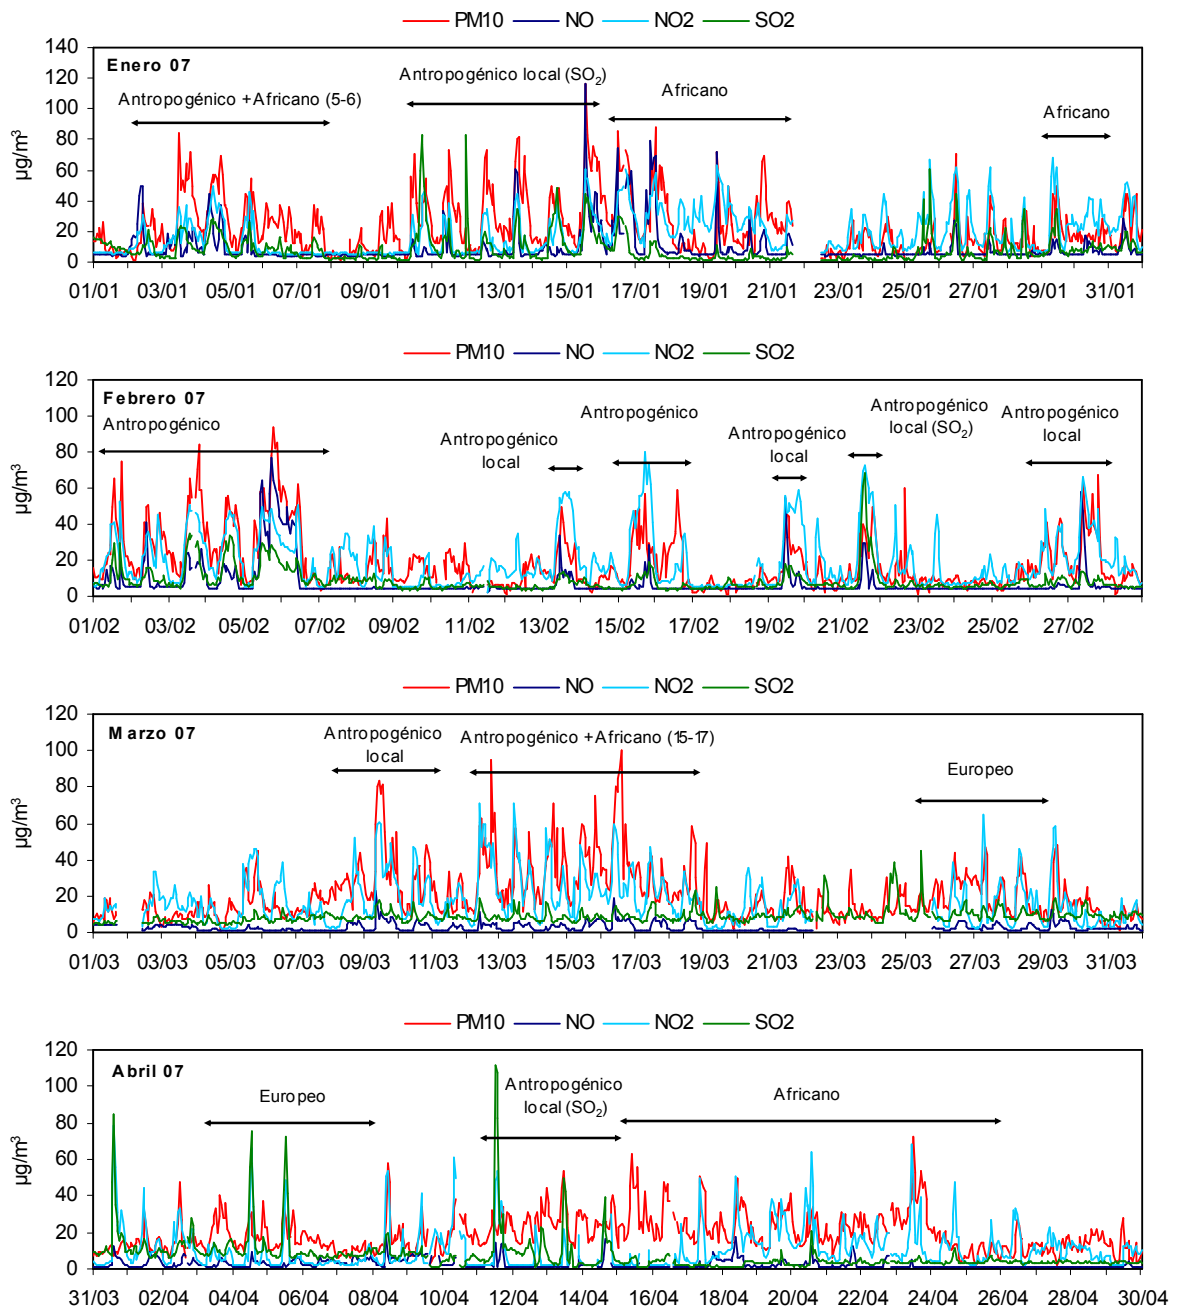 PM10 NO NO2 SO2
140
120
100
80
60
40
20
0
µg/m³
Enero 07
Antropogénico +Africano (5-6)
Antropogénico local (SO₂)
Africano
Africano
01/01 03/01 05/01 07/01 09/01 11/01 13/01 15/01 17/01 19/01 21/01 23/01 25/01 27/01 29/01 31/01
PM10 NO NO2 SO2
120
100
80
60
40
20
0
µg/m³
Febrero 07
Antropogénico
Antropogénico
local
Antropogénico
Antropogénico
local
Antropogénico
local (SO₂)
Antropogénico
local
01/02 03/02 05/02 07/02 09/02 11/02 13/02 15/02 17/02 19/02 21/02 23/02 25/02 27/02
PM10 NO NO2 SO2
120
100
80
60
40
20
0
µg/m³
Marzo 07
Antropogénico
local
Antropogénico +Africano (15-17)
Europeo
01/03 03/03 05/03 07/03 09/03 11/03 13/03 15/03 17/03 19/03 21/03 23/03 25/03 27/03 29/03 31/03
PM10 NO NO2 SO2
120
100
80
60
40
20
0
µg/m³
Abril 07
Europeo
Antropogénico
local (SO₂)
Africano
31/03 02/04 04/04 06/04 08/04 10/04 12/04 14/04 16/04 18/04 20/04 22/04 24/04 26/04 28/04 30/04